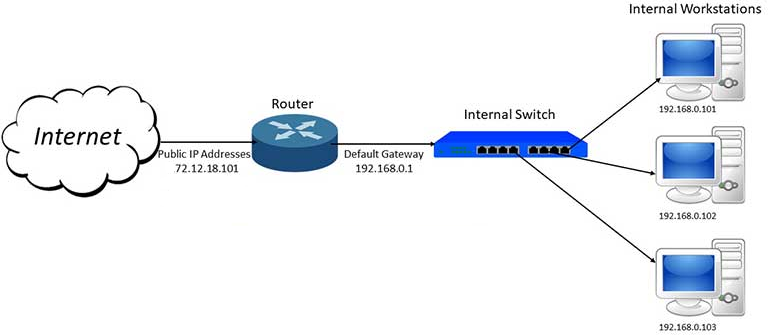 Internal Workstations
Router
Internal Switch
Internet
Public IP Addresses
72.12.18.101
Default Gateway
192.168.0.1
192.168.0.101
192.168.0.102
192.168.0.103